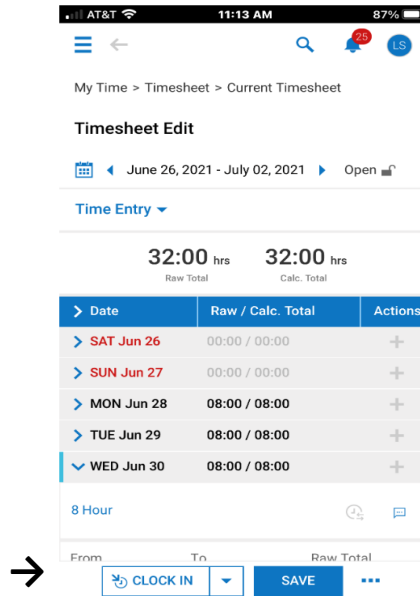 AT&T 11:13 AM 87%
25
LS
My Time > Timesheet > Current Timesheet
Timesheet Edit
June 26, 2021 - July 02, 2021 Open
Time Entry
32:00 hrs 32:00 hrs
Raw Total Calc. Total
Date Raw / Calc. Total Actions
SAT Jun 26 00:00 / 00:00
SUN Jun 27 00:00 / 00:00
MON Jun 28 08:00 / 08:00
TUE Jun 29 08:00 / 08:00
WED Jun 30 08:00 / 08:00
8 Hour
From To Raw Total
CLOCK IN SAVE